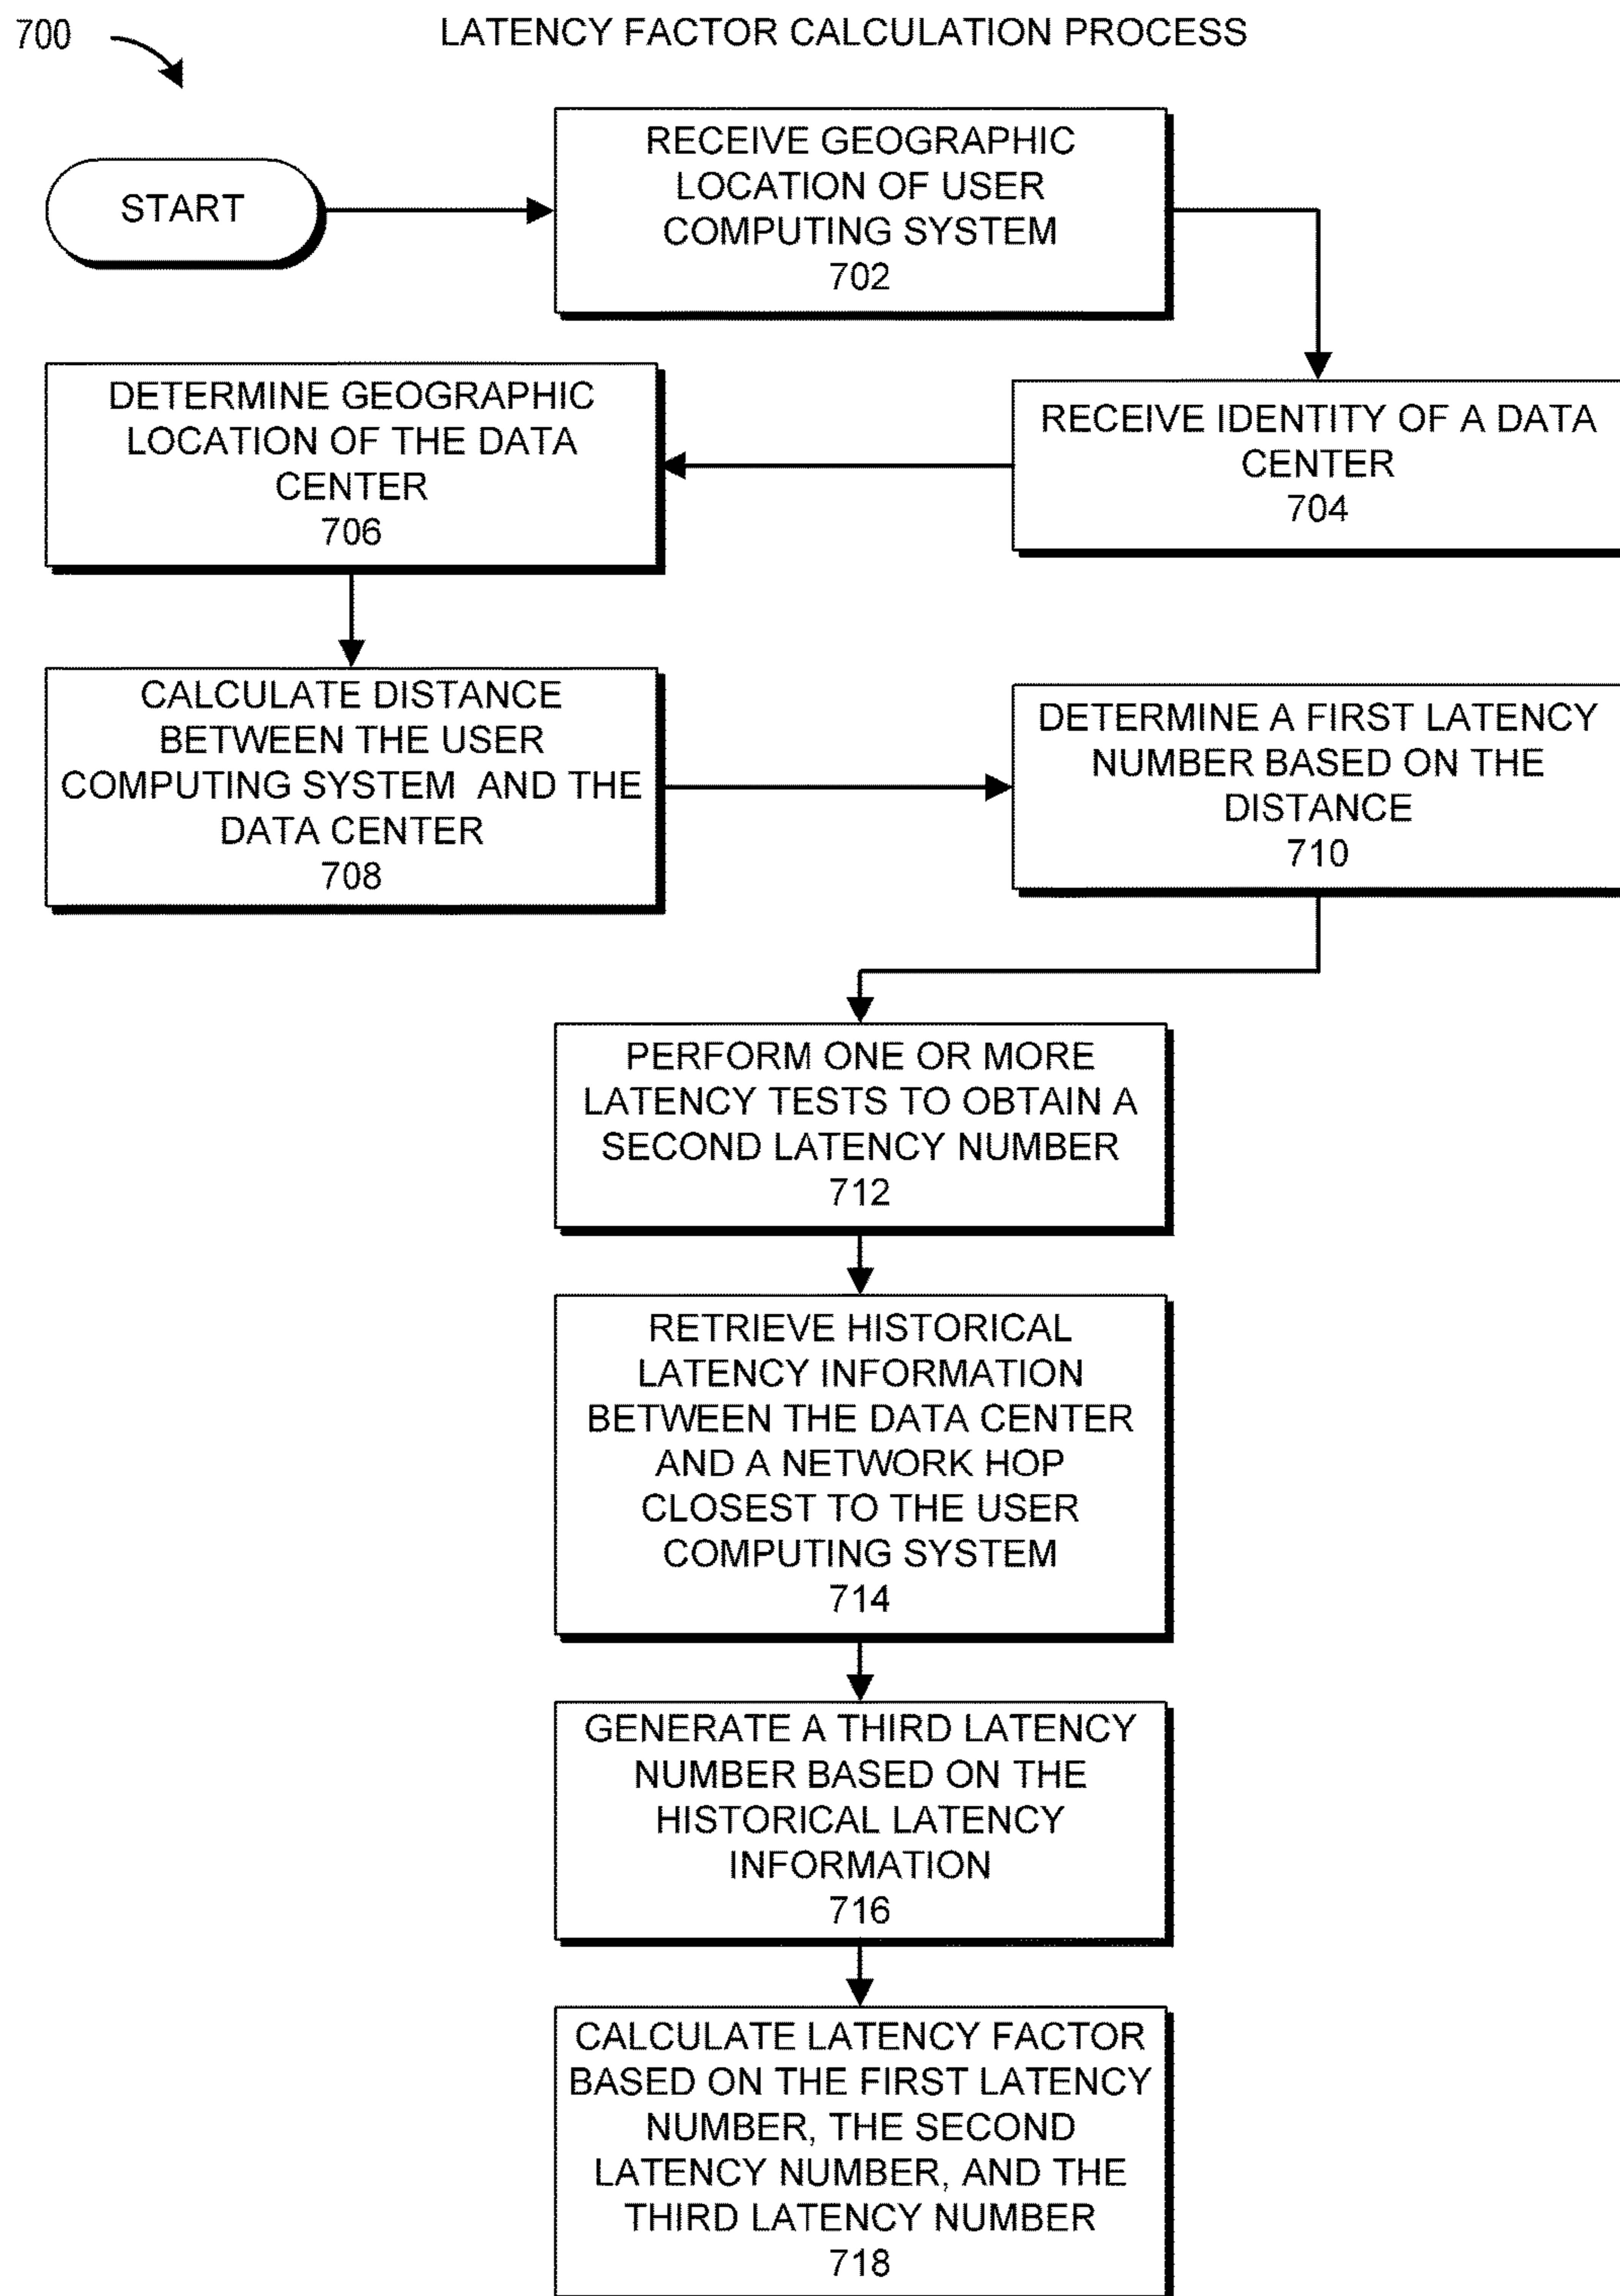 700
LATENCY FACTOR CALCULATION PROCESS
START
RECEIVE GEOGRAPHIC
LOCATION OF USER
COMPUTING SYSTEM
702
RECEIVE IDENTITY OF A DATA
CENTER
704
DETERMINE GEOGRAPHIC
LOCATION OF THE DATA
CENTER
706
CALCULATE DISTANCE
BETWEEN THE USER
COMPUTING SYSTEM AND THE
DATA CENTER
708
DETERMINE A FIRST LATENCY
NUMBER BASED ON THE
DISTANCE
710
PERFORM ONE OR MORE
LATENCY TESTS TO OBTAIN A
SECOND LATENCY NUMBER
712
RETRIEVE HISTORICAL
LATENCY INFORMATION
BETWEEN THE DATA CENTER
AND A NETWORK HOP
CLOSEST TO THE USER
COMPUTING SYSTEM
714
GENERATE A THIRD LATENCY
NUMBER BASED ON THE
HISTORICAL LATENCY
INFORMATION
716
CALCULATE LATENCY FACTOR
BASED ON THE FIRST LATENCY
NUMBER, THE SECOND
LATENCY NUMBER, AND THE
THIRD LATENCY NUMBER
718